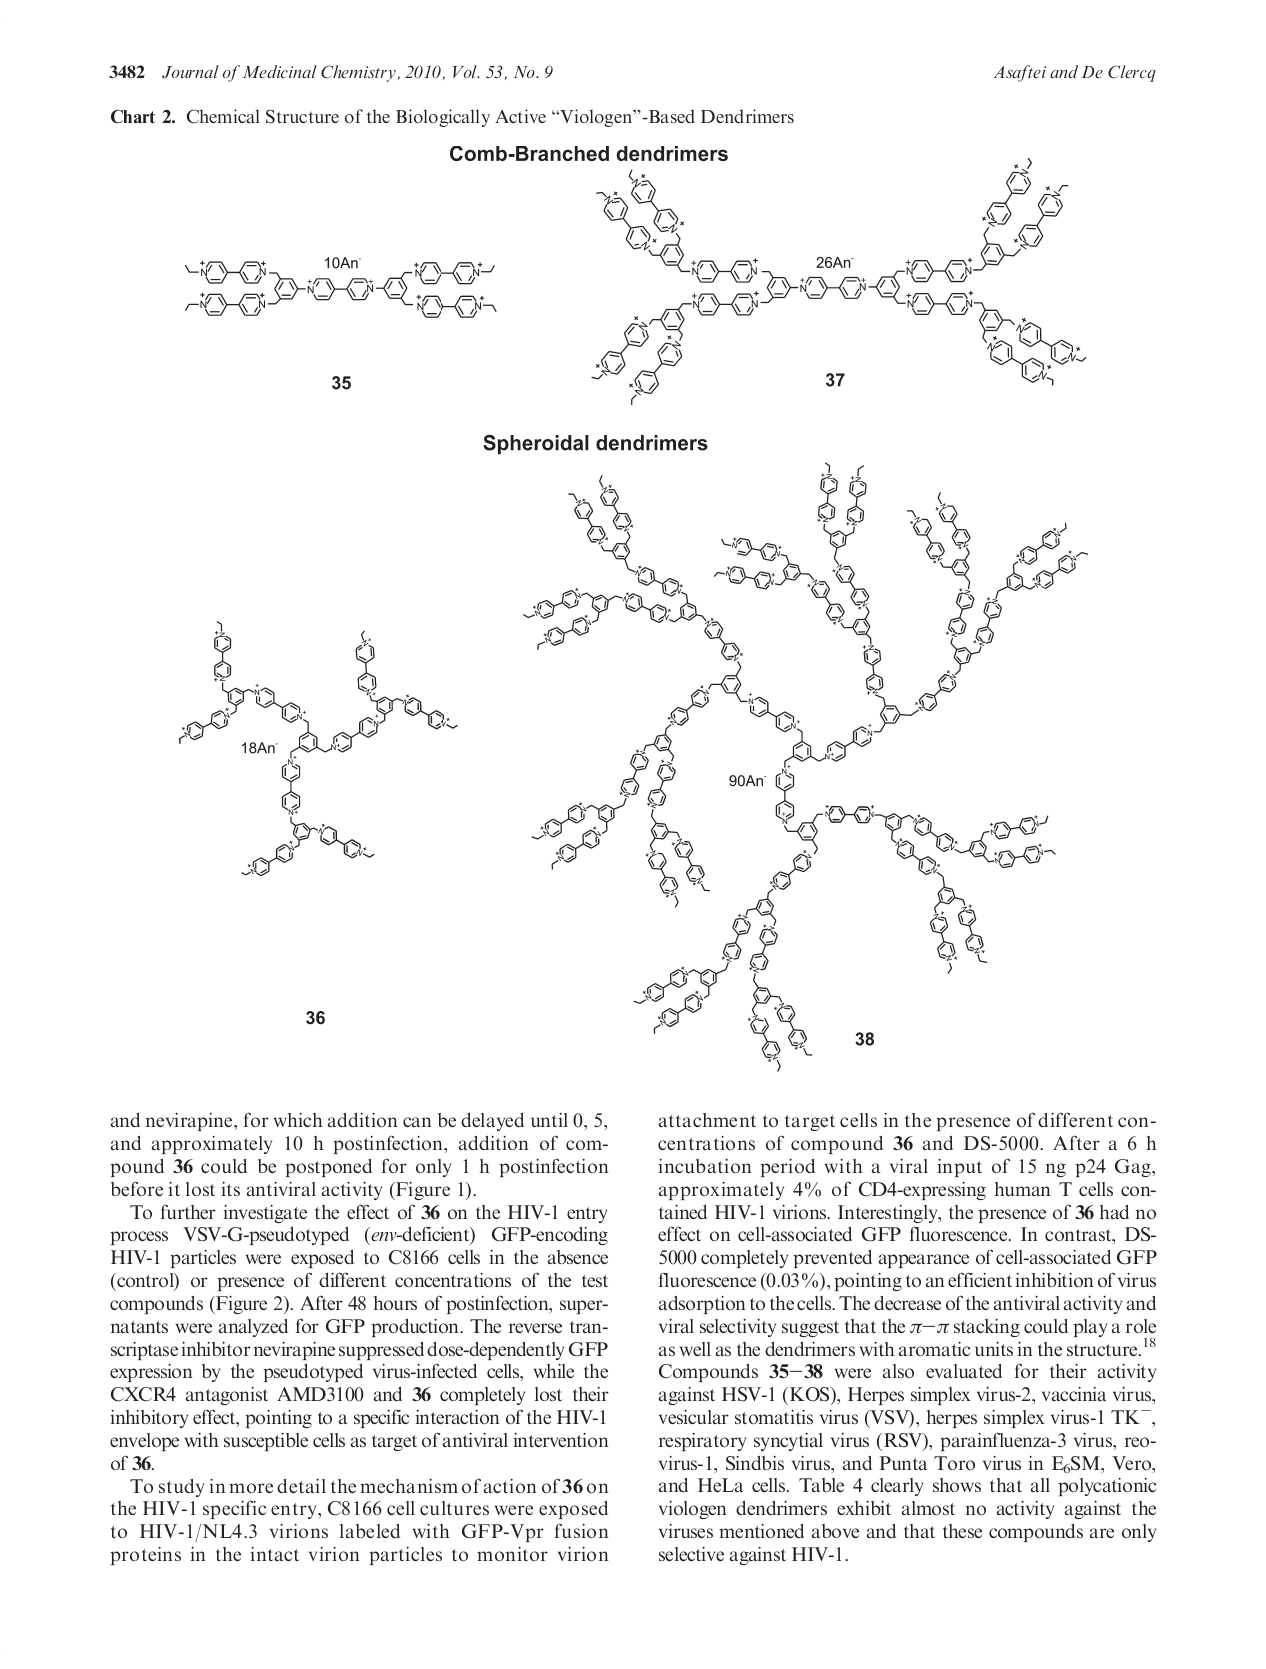 3482 Journal of Medicinal Chemistry, 2010, Vol. 53, No. 9
Asaftei and De Clercq
Chart 2. Chemical Structure of the Biologically Active “Viologen”-Based Dendrimers
Comb-Branched dendrimers
10An-
26An-
35
37
Spheroidal dendrimers
18An-
90An-
36
38
and nevirapine, for which addition can be delayed until 0, 5,
and approximately 10 h postinfection, addition of com-
pound 36 could be postponed for only 1 h postinfection
before it lost its antiviral activity (Figure 1).
To further investigate the effect of 36 on the HIV-1 entry
process VSV-G-pseudotyped (env-deficient) GFP-encoding
HIV-1 particles were exposed to C8166 cells in the absence
(control) or presence of different concentrations of the test
compounds (Figure 2). After 48 hours of postinfection, super-
natants were analyzed for GFP production. The reverse tran-
scriptase inhibitor nevirapine suppressed dose-dependently GFP
expression by the pseudotyped virus-infected cells, while the
CXCR4 antagonist AMD3100 and 36 completely lost their
inhibitory effect, pointing to a specific interaction of the HIV-1
envelope with susceptible cells as target of antiviral intervention
of 36.
To study in more detail the mechanism of action of 36 on
the HIV-1 specific entry, C8166 cell cultures were exposed
to HIV-1/NL4.3 virions labeled with GFP-Vpr fusion
proteins in the intact virion particles to monitor virion
attachment to target cells in the presence of different con-
centrations of compound 36 and DS-5000. After a 6 h
incubation period with a viral input of 15 ng p24 Gag,
approximately 4% of CD4-expressing human T cells con-
tained HIV-1 virions. Interestingly, the presence of 36 had no
effect on cell-associated GFP fluorescence. In contrast, DS-
5000 completely prevented appearance of cell-associated GFP
fluorescence (0.03%), pointing to an efficient inhibition of virus
adsorption to the cells. The decrease of the antiviral activity and
viral selectivity suggest that the π−π stacking could play a role
as well as the dendrimers with aromatic units in the structure.18
Compounds 35−38 were also evaluated for their activity
against HSV-1 (KOS), Herpes simplex virus-2, vaccinia virus,
vesicular stomatitis virus (VSV), herpes simplex virus-1 TK−,
respiratory syncytial virus (RSV), parainfluenza-3 virus, reo-
virus-1, Sindbis virus, and Punta Toro virus in E6SM, Vero,
and HeLa cells. Table 4 clearly shows that all polycationic
viologen dendrimers exhibit almost no activity against the
viruses mentioned above and that these compounds are only
selective against HIV-1.